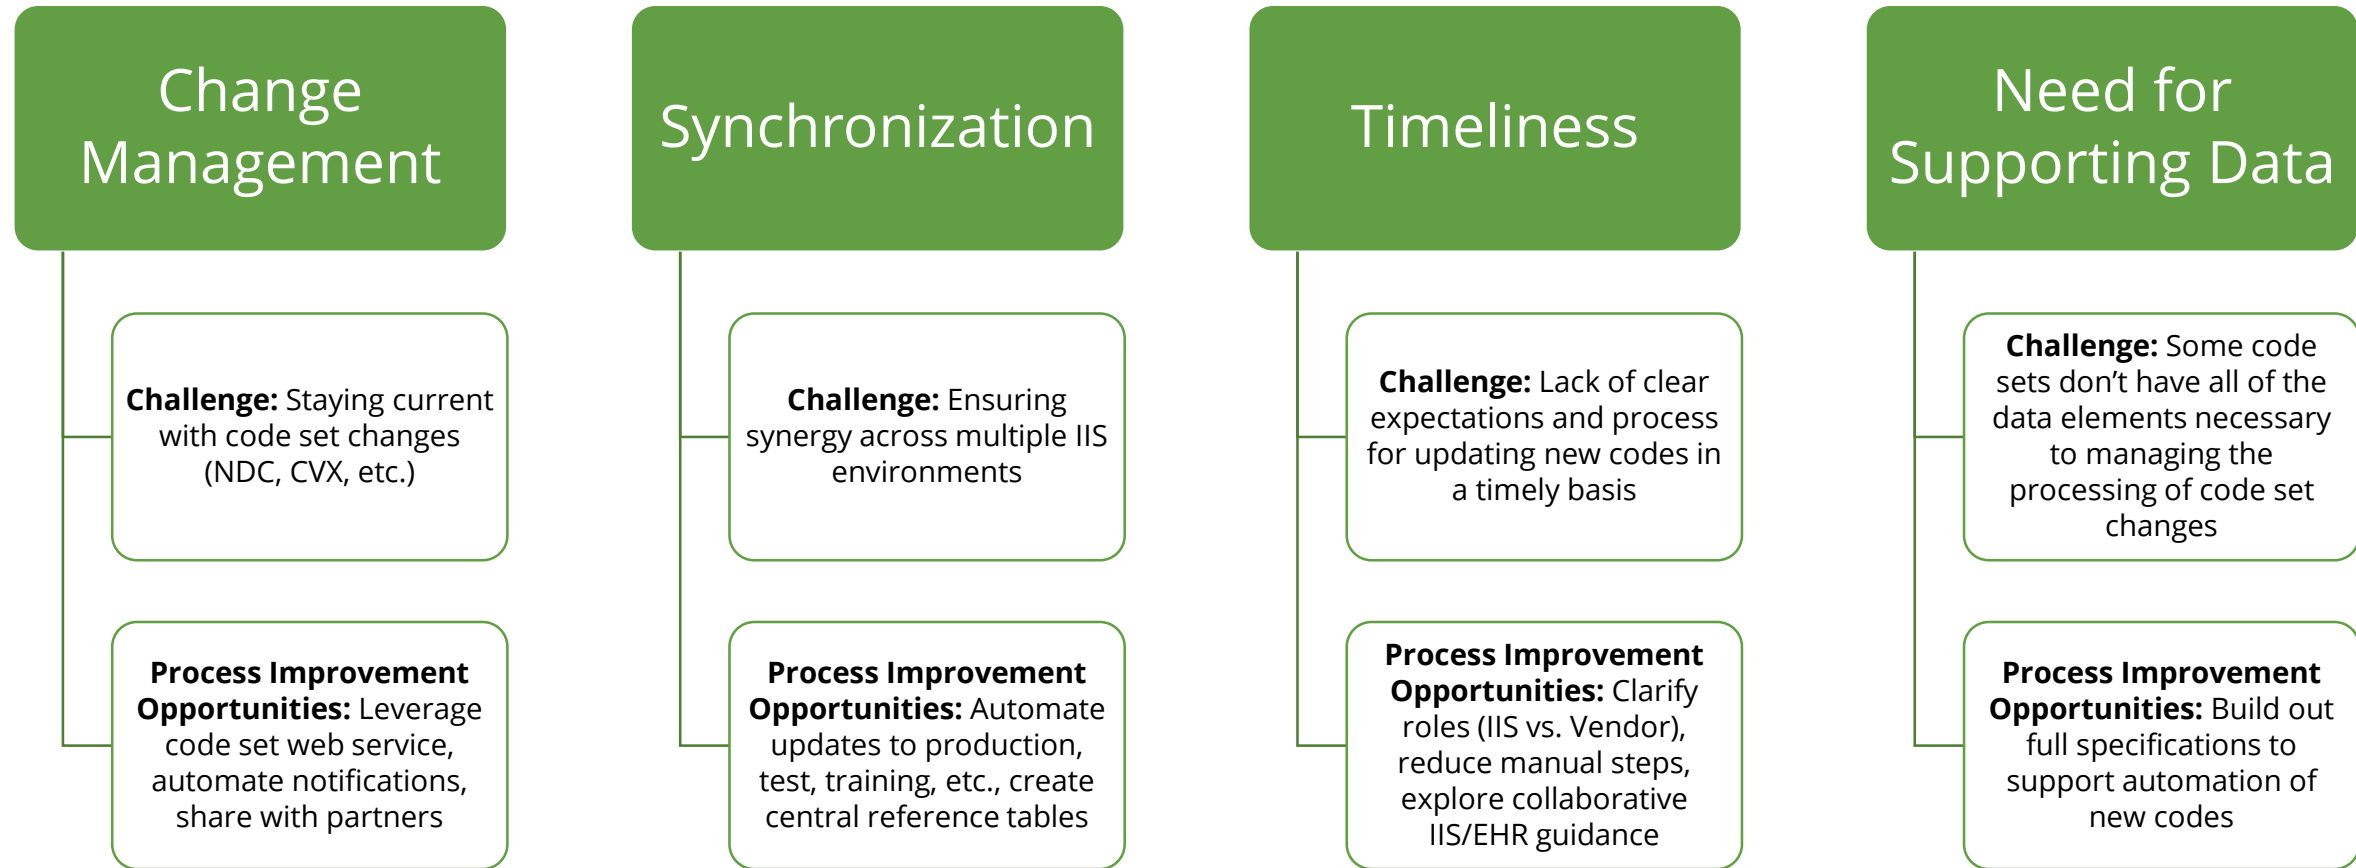 Change
Management
Challenge: Staying current
with code set changes
(NDC, CVX, etc.)
Process Improvement
Opportunities: Leverage
code set web service,
automate notifications,
share with partners
Synchronization
Challenge: Ensuring
synergy across multiple IIS
environments
Process Improvement
Opportunities: Automate
updates to production,
test, training, etc., create
central reference tables
Timeliness
Challenge: Lack of clear
expectations and process
for updating new codes in
a timely basis
Process Improvement
Opportunities: Clarify
roles (IIS vs. Vendor),
reduce manual steps,
explore collaborative
IIS/EHR guidance
Need for
Supporting Data
Challenge: Some code
sets don’t have all of the
data elements necessary
to managing the
processing of code set
changes
Process Improvement
Opportunities: Build out
full specifications to
support automation of
new codes